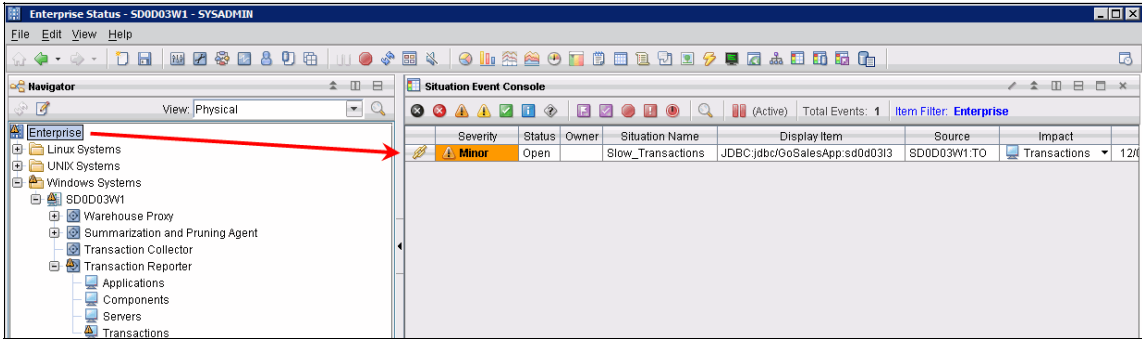 Enterprise Status - SD0D03W1 - SYSADMIN
File Edit View Help
Navigator
View: Physical
Enterprise
Linux Systems
UNIX Systems
Windows Systems
SD0D03W1
Warehouse Proxy
Summarization and Pruning Agent
Transaction Collector
Transaction Reporter
Applications
Components
Servers
Transactions
Situation Event Console
(Active) Total Events: 1 Item Filter: Enterprise
Severity Status Owner Situation Name Display Item Source Impact
Minor Open Slow_Transactions JDBC:jdbc/GoSalesApp:sd0d03l3 SD0D03W1:TO Transactions